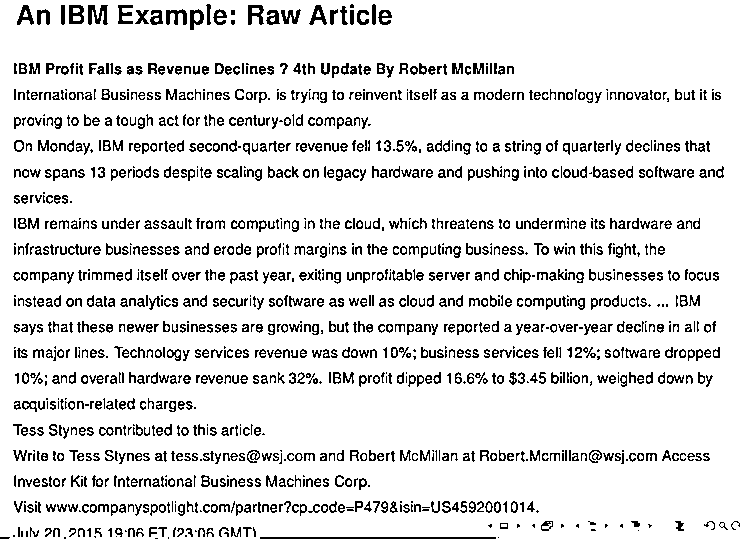 An IBM Example: Raw Article
IBM Profit Falls as Revenue Declines ? 4th Update By Robert McMillan
International Business Machines Corp. is trying to reinvent itself as a modern technology innovator, but it is
proving to be a tough act for the century-old company.
On Monday, IBM reported second-quarter revenue fell 13.5%, adding to a string of quarterly declines that
now spans 13 periods despite scaling back on legacy hardware and pushing into cloud-based software and
services.
IBM remains under assault from computing in the cloud, which threatens to undermine its hardware and
infrastructure businesses and erode profit margins in the computing business. To win this fight, the
company trimmed itself over the past year, exiting unprofitable server and chip-making businesses to focus
instead on data analytics and security software as well as cloud and mobile computing products. ... IBM
says that these newer businesses are growing, but the company reported a year-over-year decline in all of
its major lines. Technology services revenue was down 10%; business services fell 12%; software dropped
10%; and overall hardware revenue sank 32%. IBM profit dipped 16.6% to $3.45 billion, weighed down by
acquisition-related charges.
Tess Stynes contributed to this article.
Write to Tess Stynes at tess.stynes@wsj.com and Robert McMillan at Robert.Mcmillan@wsj.com Access
Investor Kit for International Business Machines Corp.
Visit www.companyspotlight.com/partner?cp_code=P479&isin=US4592001014.
July 20, 2015 19:06 ET (23:06 GMT)